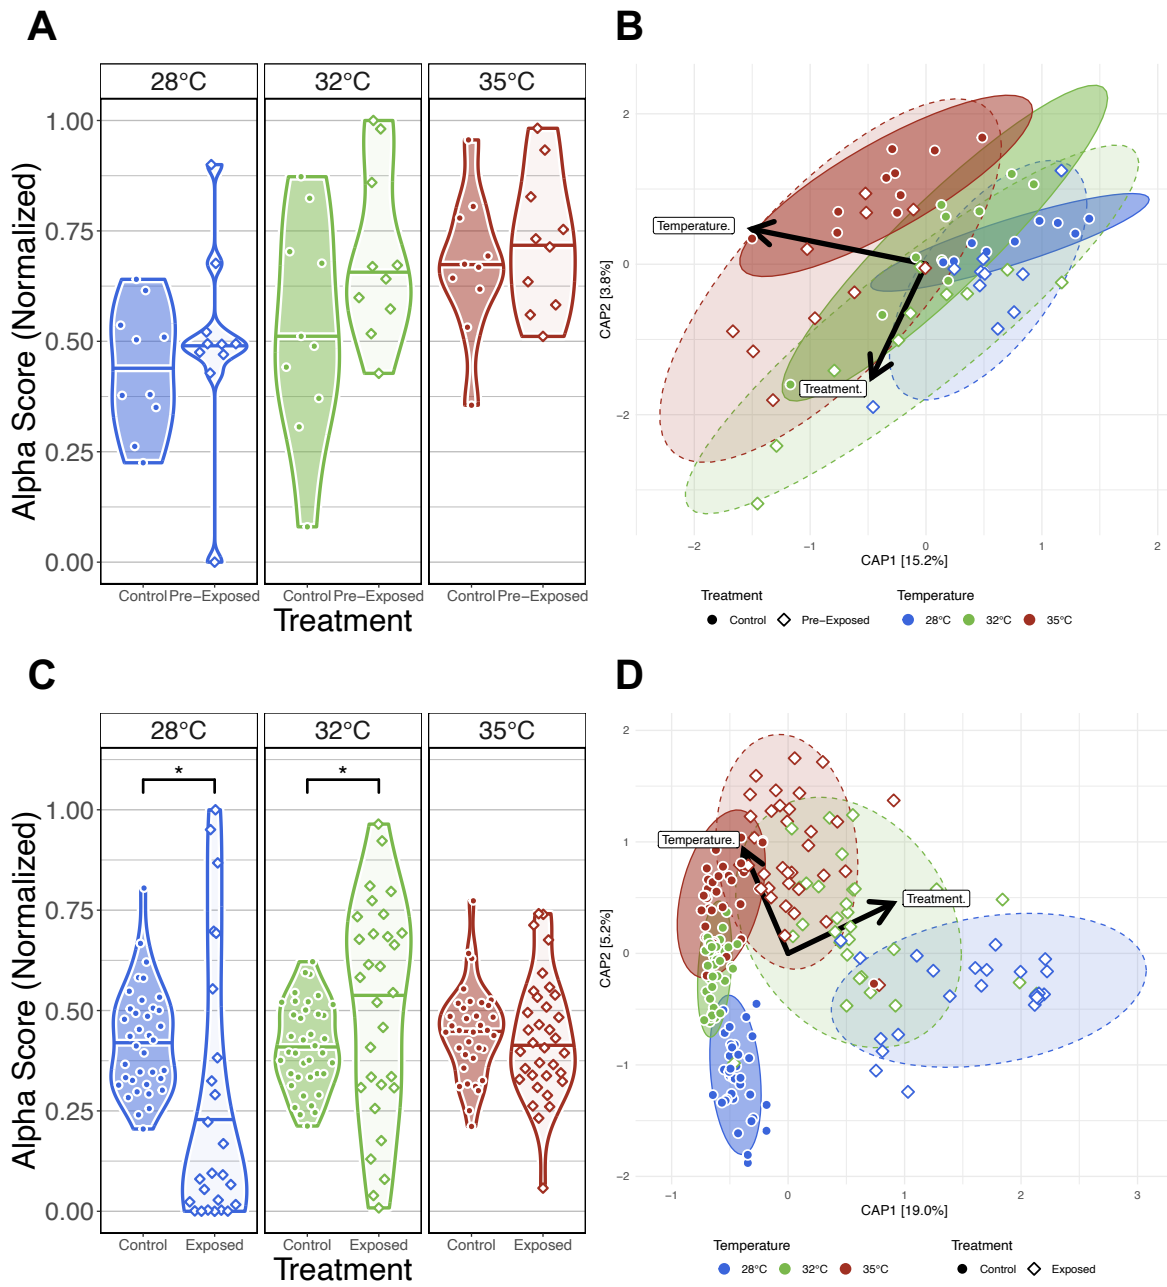 A
28°C 32°C 35°C
Alpha Score (Normalized)
1.00
0.75
0.50
0.25
0.00
Control Pre−Exposed Control Pre−Exposed Control Pre−Exposed
Treatment
B
CAP2 [3.8%]
2
0
−2
Temperature.
Treatment.
−2 −1 0 1 2
CAP1 [15.2%]
Treatment Temperature
Control Pre−Exposed 28°C 32°C 35°C
C
28°C 32°C 35°C
* *
Alpha Score (Normalized)
1.00
0.75
0.50
0.25
0.00
Control Exposed Control Exposed Control Exposed
Treatment
D
CAP2 [5.2%]
2
1
0
−1
−2
Temperature.
Treatment.
−1 0 1 2 3
CAP1 [19.0%]
Temperature Treatment
28°C 32°C 35°C Control Exposed